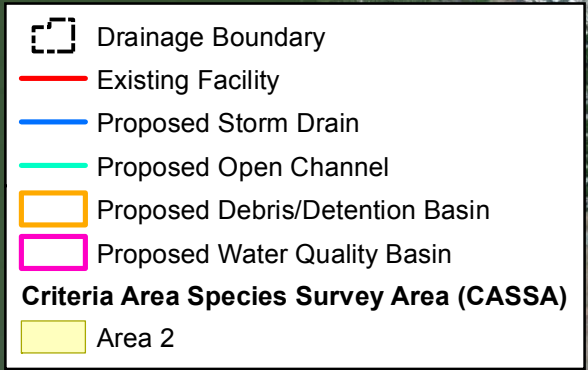 Drainage Boundary
Existing Facility
Proposed Storm Drain
Proposed Open Channel
Proposed Debris/Detention Basin
Proposed Water Quality Basin
Criteria Area Species Survey Area (CASSA)
Area 2